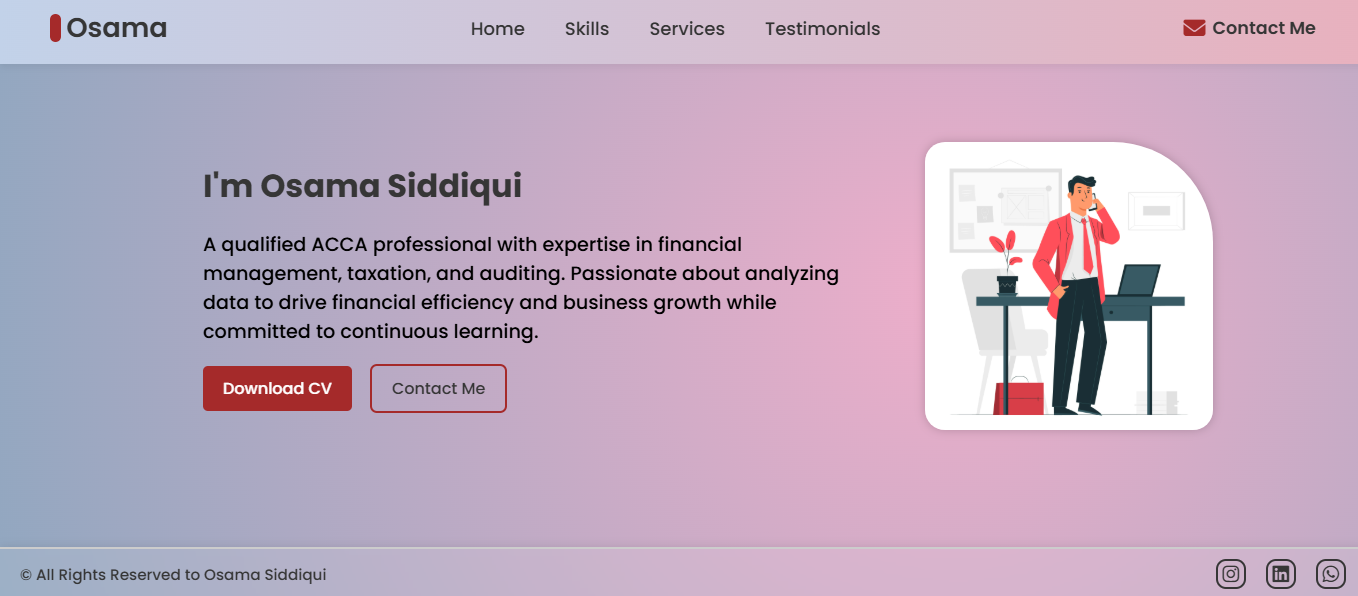 Osama
Home
Skills
Services
Testimonials
Contact Me
I'm Osama Siddiqui
A qualified ACCA professional with expertise in financial
management, taxation, and auditing. Passionate about analyzing
data to drive financial efficiency and business growth while
committed to continuous learning.
Download CV
Contact Me
© All Rights Reserved to Osama Siddiqui